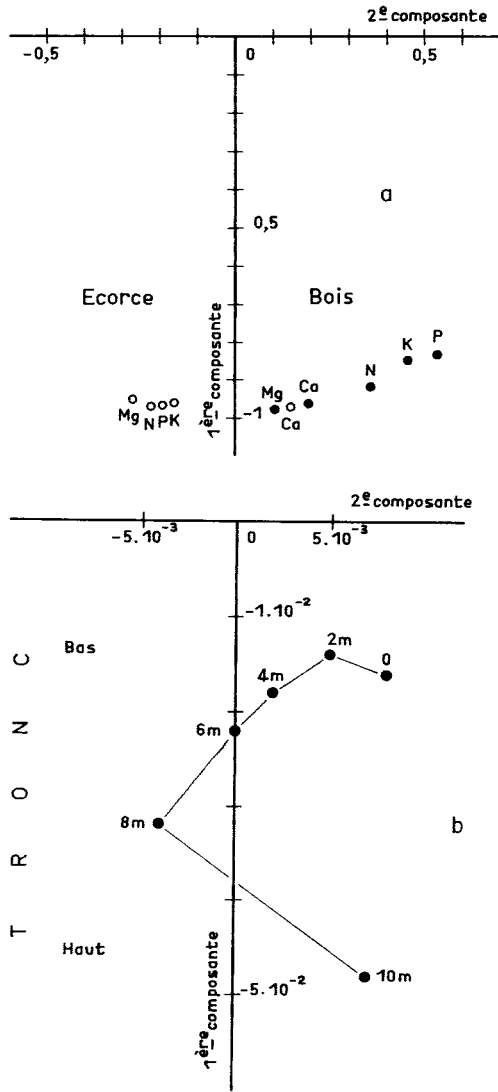 2e composante
-0,5 0 0,5
a
0,5
Ecorce Bois
P
K
N
Mg Ca
Mg N P K
Ca
-1
1ère composante
2e composante
-5.10-3 0 5.10-3
-1.10-2
Bas
2m 0
4m
6m
8m
b
TRONC
Haut
10m
-5.10-2
1ère composante